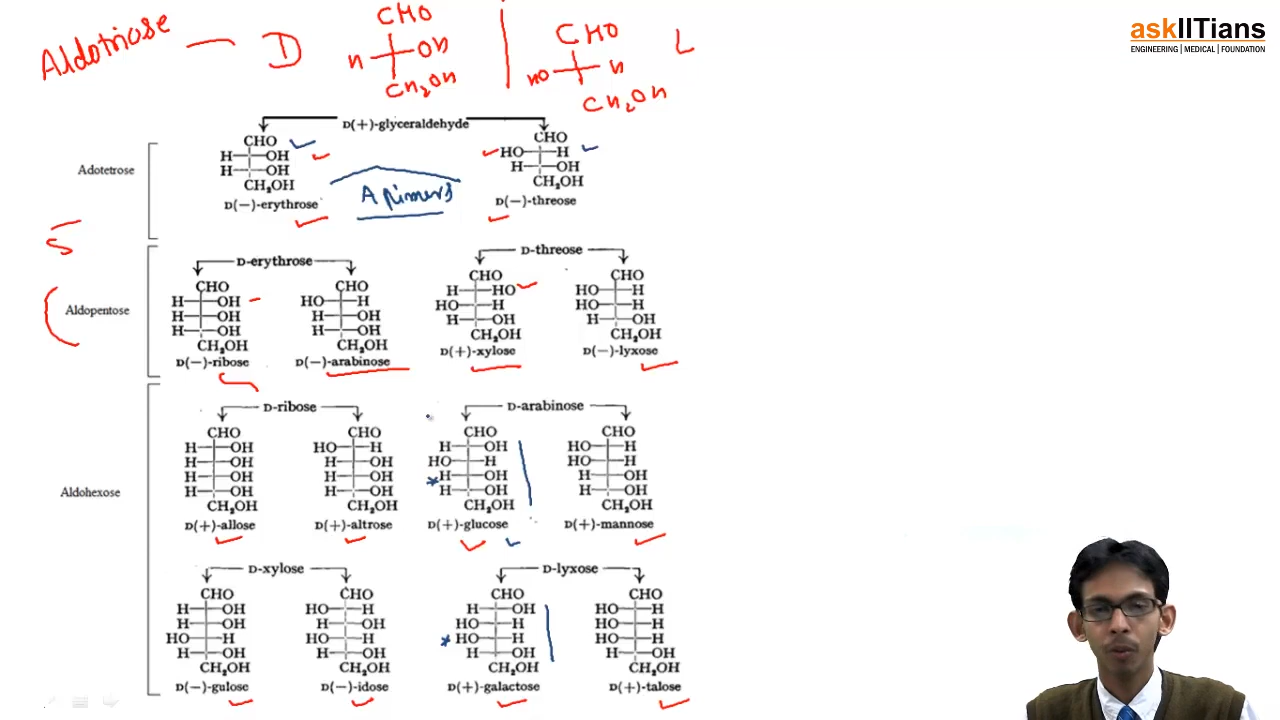 askIITians
ENGINEERING | MEDICAL | FOUNDATION
Aldotriose — D
CHO
H OH
CH2OH
CHO
HO H
CH2OH
L
D(+)-glyceraldehyde
Adotetrose
CHO
H OH
H OH
CH2OH
D(−)-erythrose
Apimers
CHO
HO H
H OH
CH2OH
D(−)-threose
5
Aldopentose
D-erythrose
CHO
H OH
H OH
H OH
CH2OH
D(−)-ribose
CHO
HO H
H OH
H OH
CH2OH
D(−)-arabinose
D-threose
CHO
H HO
HO H
H OH
CH2OH
D(+)-xylose
CHO
HO H
HO H
H OH
CH2OH
D(−)-lyxose
Aldohexose
D-ribose
CHO
H OH
H OH
H OH
H OH
CH2OH
D(+)-allose
CHO
HO H
H OH
H OH
H OH
CH2OH
D(+)-altrose
D-arabinose
CHO
H OH
HO H
H OH
H OH
CH2OH
D(+)-glucose
CHO
HO H
HO H
H OH
H OH
CH2OH
D(+)-mannose
D-xylose
CHO
H OH
H OH
HO H
H OH
CH2OH
D(−)-gulose
CHO
HO H
H OH
HO H
H OH
CH2OH
D(−)-idose
D-lyxose
CHO
H OH
HO H
HO H
H OH
CH2OH
D(+)-galactose
CHO
HO H
HO H
HO H
H OH
CH2OH
D(+)-talose